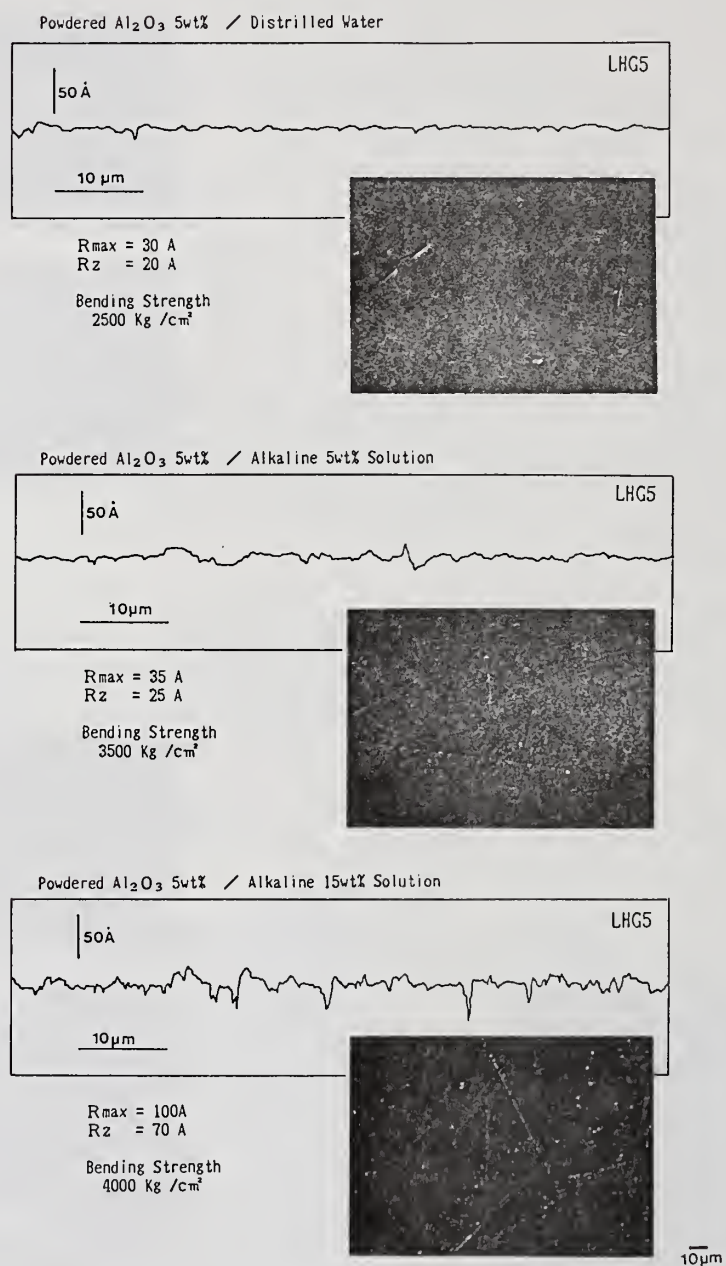 Powdered Al₂O₃ 5wt% / Distrilled Water
LHG5
50 Å
10 µm
Rmax = 30 A
Rz = 20 A
Bending Strength
2500 Kg /cm²
Powdered Al₂O₃ 5wt% / Alkaline 5wt% Solution
LHG5
50 Å
10µm
Rmax = 35 A
Rz = 25 A
Bending Strength
3500 Kg /cm²
Powdered Al₂O₃ 5wt% / Alkaline 15wt% Solution
LHG5
50Å
10µm
Rmax = 100A
Rz = 70 A
Bending Strength
4000 Kg /cm²
10µm